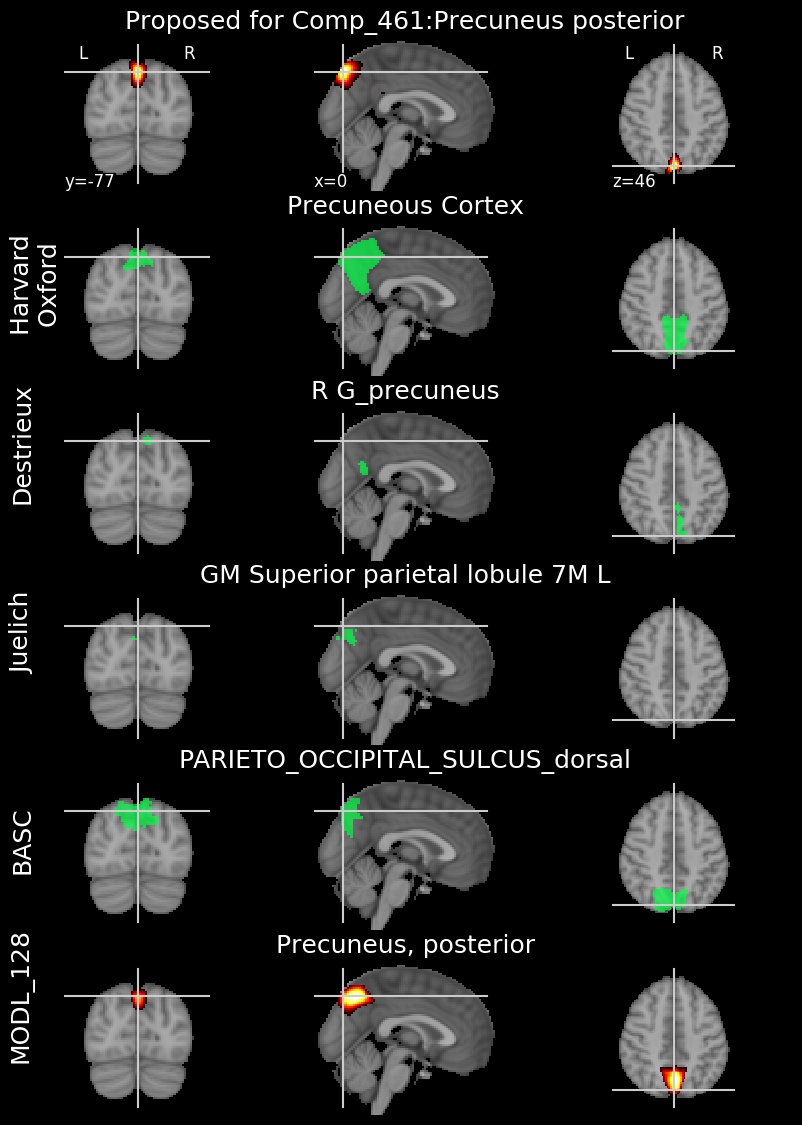 Proposed for Comp_461:Precuneus posterior
L R L R
y=-77 x=0 z=46
Precuneous Cortex
Harvard
Oxford
R G_precuneus
Destrieux
GM Superior parietal lobule 7M L
Juelich
PARIETO_OCCIPITAL_SULCUS_dorsal
BASC
Precuneus, posterior
MODL_128